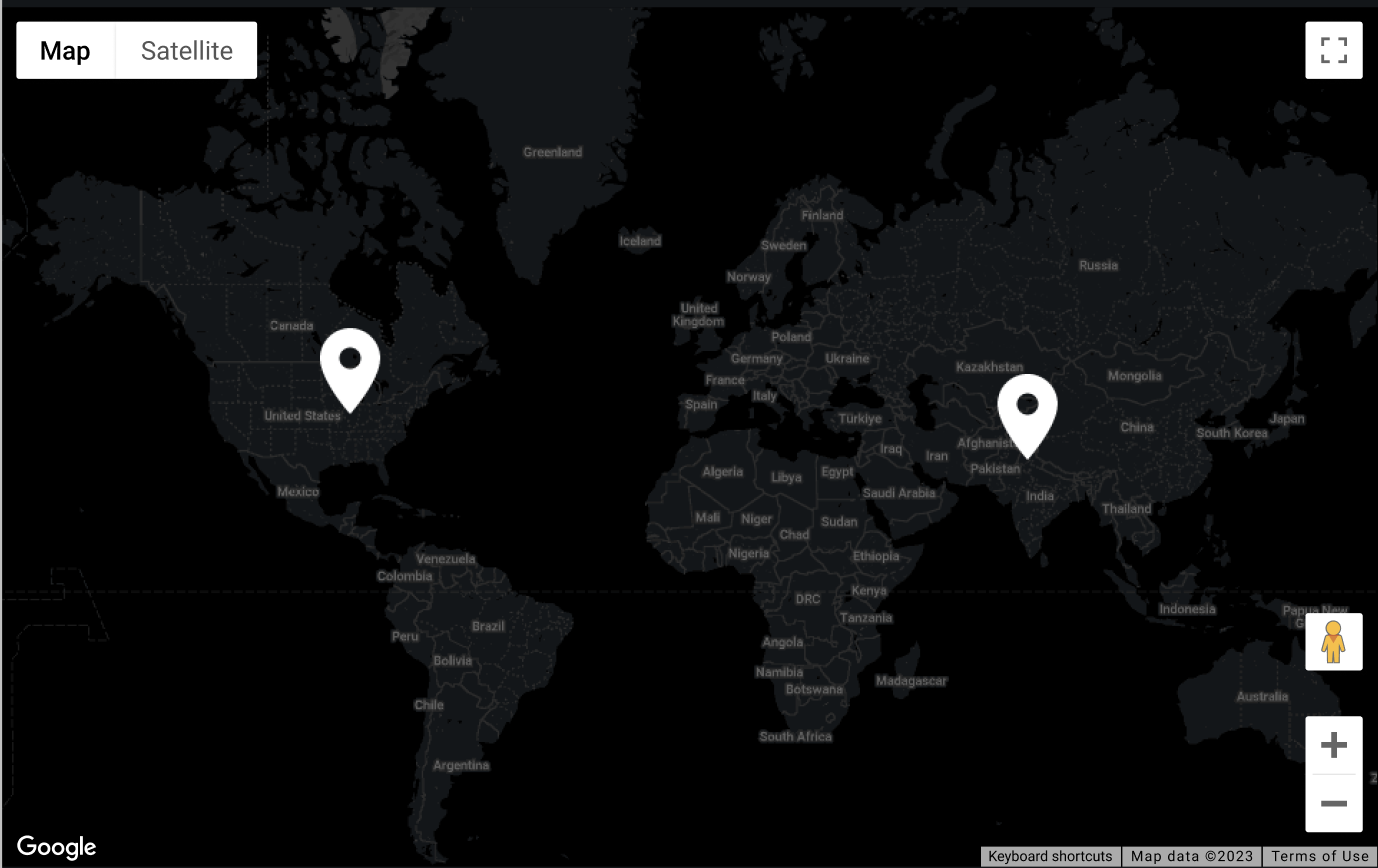 Map
Satellite
Greenland
Iceland
Finland
Sweden
Norway
Russia
United
Kingdom
Canada
Poland
Germany
Ukraine
Kazakhstan
Mongolia
France
Italy
Spain
United States
Türkiye
Japan
China
South Korea
Afghanist
Iraq
Iran
Pakistan
Algeria
Libya
Egypt
Mexico
Saudi Arabia
India
Thailand
Mali
Niger
Sudan
Chad
Nigeria
Ethiopia
Venezuela
Colombia
Kenya
DRC
Indonesia
Papua New
G
Tanzania
Brazil
Peru
Angola
Bolivia
Namibia
Madagascar
Botswana
Australia
Chile
South Africa
Argentina
Google
Keyboard shortcuts
Map data ©2023
Terms of Use